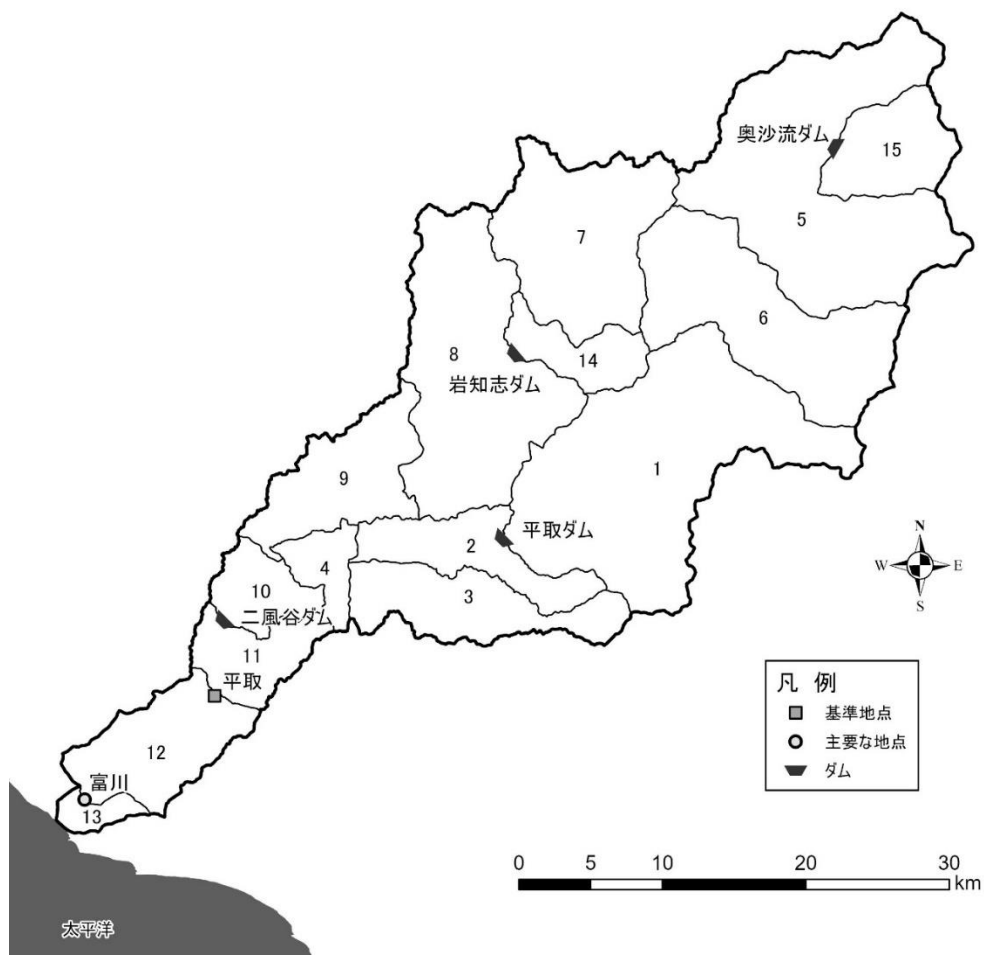 奥沙流ダム
15
5
7
6
8
14
岩知志ダム
1
9
平取ダム
2
4
3
10
二風谷ダム
11
平取
12
富川
13
太平洋
N
W
E
S
凡 例
基準地点
主要な地点
ダム
0
5
10
20
30
km